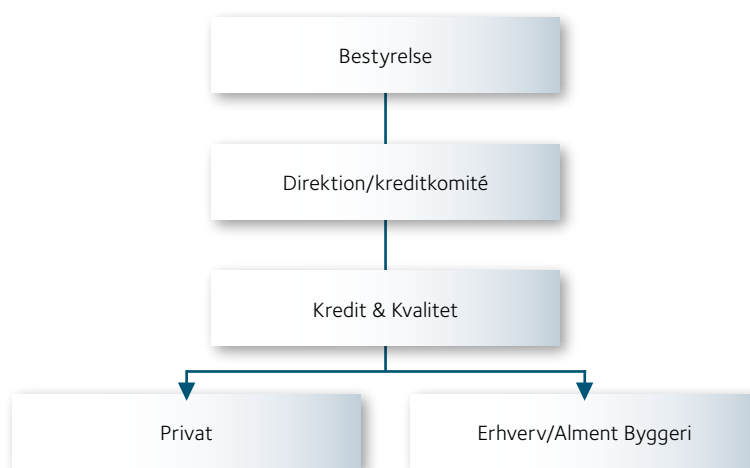 Bestyrelse
Direktion/kreditkomité
Kredit & Kvalitet
Privat
Erhverv/Alment Byggeri